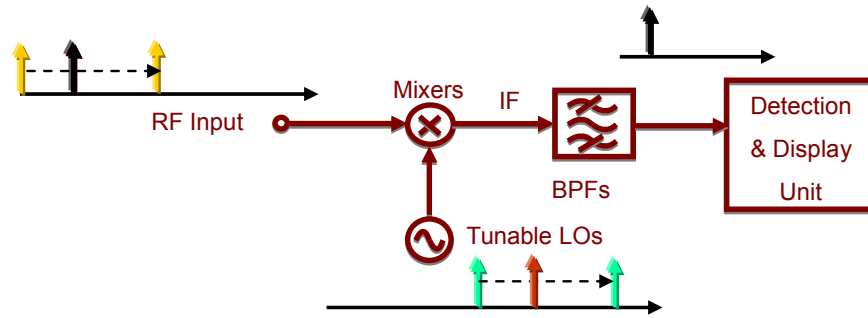 Mixers
IF
RF Input
BPFs
Detection
& Display
Unit
Tunable LOs